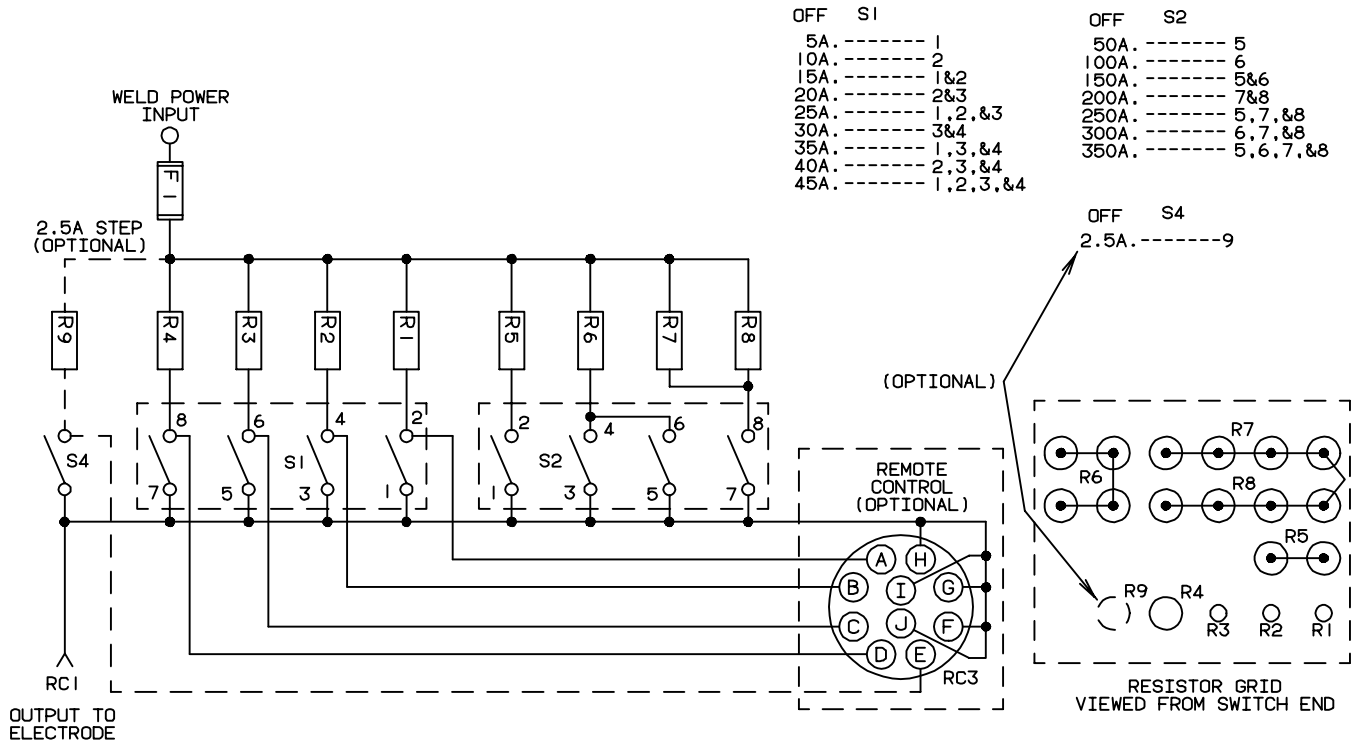 OFF S1
5A. ------- 1
10A. ------- 2
15A. ------- 1&2
20A. ------- 2&3
25A. ------- 1,2,&3
30A. ------- 3&4
35A. ------- 1,3,&4
40A. ------- 2,3,&4
45A. ------- 1,2,3,&4
OFF S2
50A. ------- 5
100A. ------- 6
150A. ------- 5&6
200A. ------- 7&8
250A. ------- 5,7,&8
300A. ------- 6,7,&8
350A. ------- 5,6,7,&8
OFF S4
2.5A.-------9
WELD POWER
INPUT
F1
2.5A STEP
(OPTIONAL)
R9 R4 R3 R2 R1 R5 R6 R7 R8
(OPTIONAL)
8 6 4 2 2 4 6 8
S4 S1 S2
7 5 3 1 1 3 5 7
REMOTE
CONTROL
(OPTIONAL)
A H
B I G
C J F
D E
RC3
R7
R6 R8
R5
R9 R4
R3 R2 R1
RESISTOR GRID
VIEWED FROM SWITCH END
RC1
OUTPUT TO
ELECTRODE